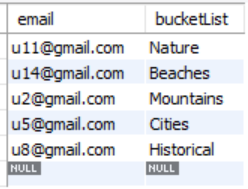 email bucketList
u11@gmail.com Nature
u14@gmail.com Beaches
u2@gmail.com Mountains
u5@gmail.com Cities
u8@gmail.com Historical
NULL NULL